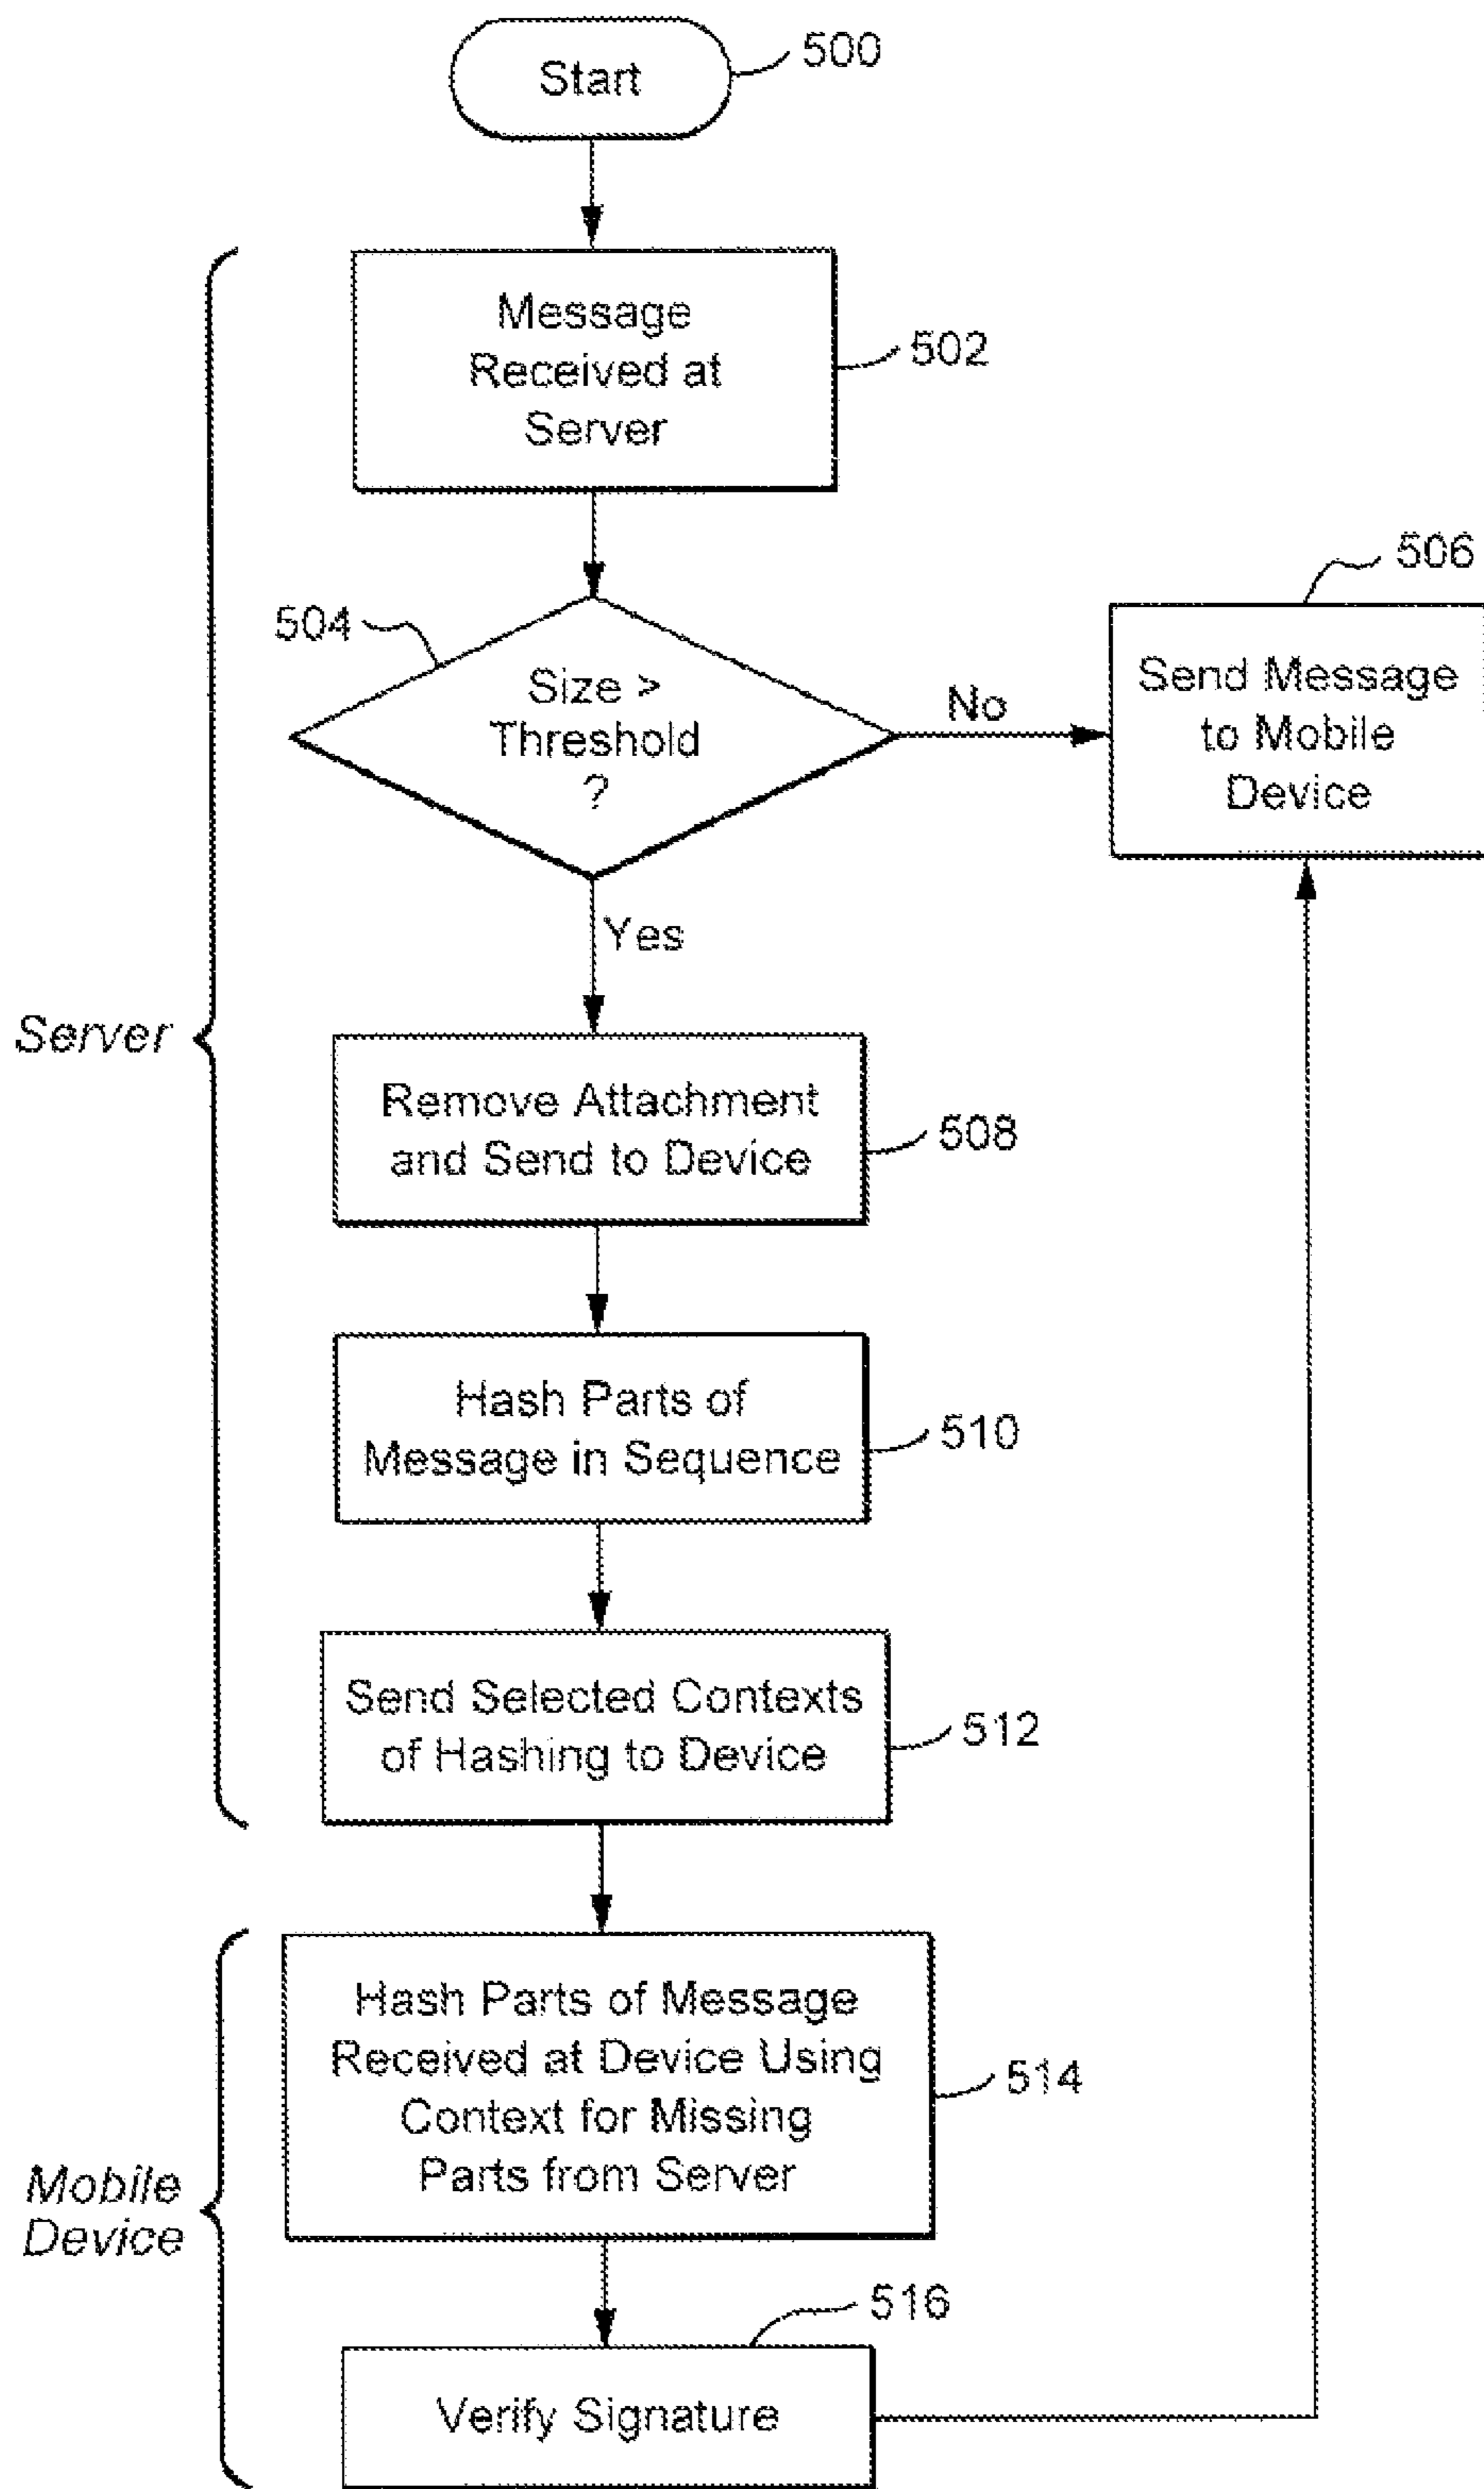 Start
500
Message
Received at
Server
502
504
Size >
Threshold
?
No
506
Send Message
to Mobile
Device
Yes
Server
Remove Attachment
and Send to Device
508
Hash Parts of
Message in Sequence
510
Send Selected Contexts
of Hashing to Device
512
Hash Parts of Message
Received at Device Using
Context for Missing
Parts from Server
514
Mobile
Device
516
Verify Signature